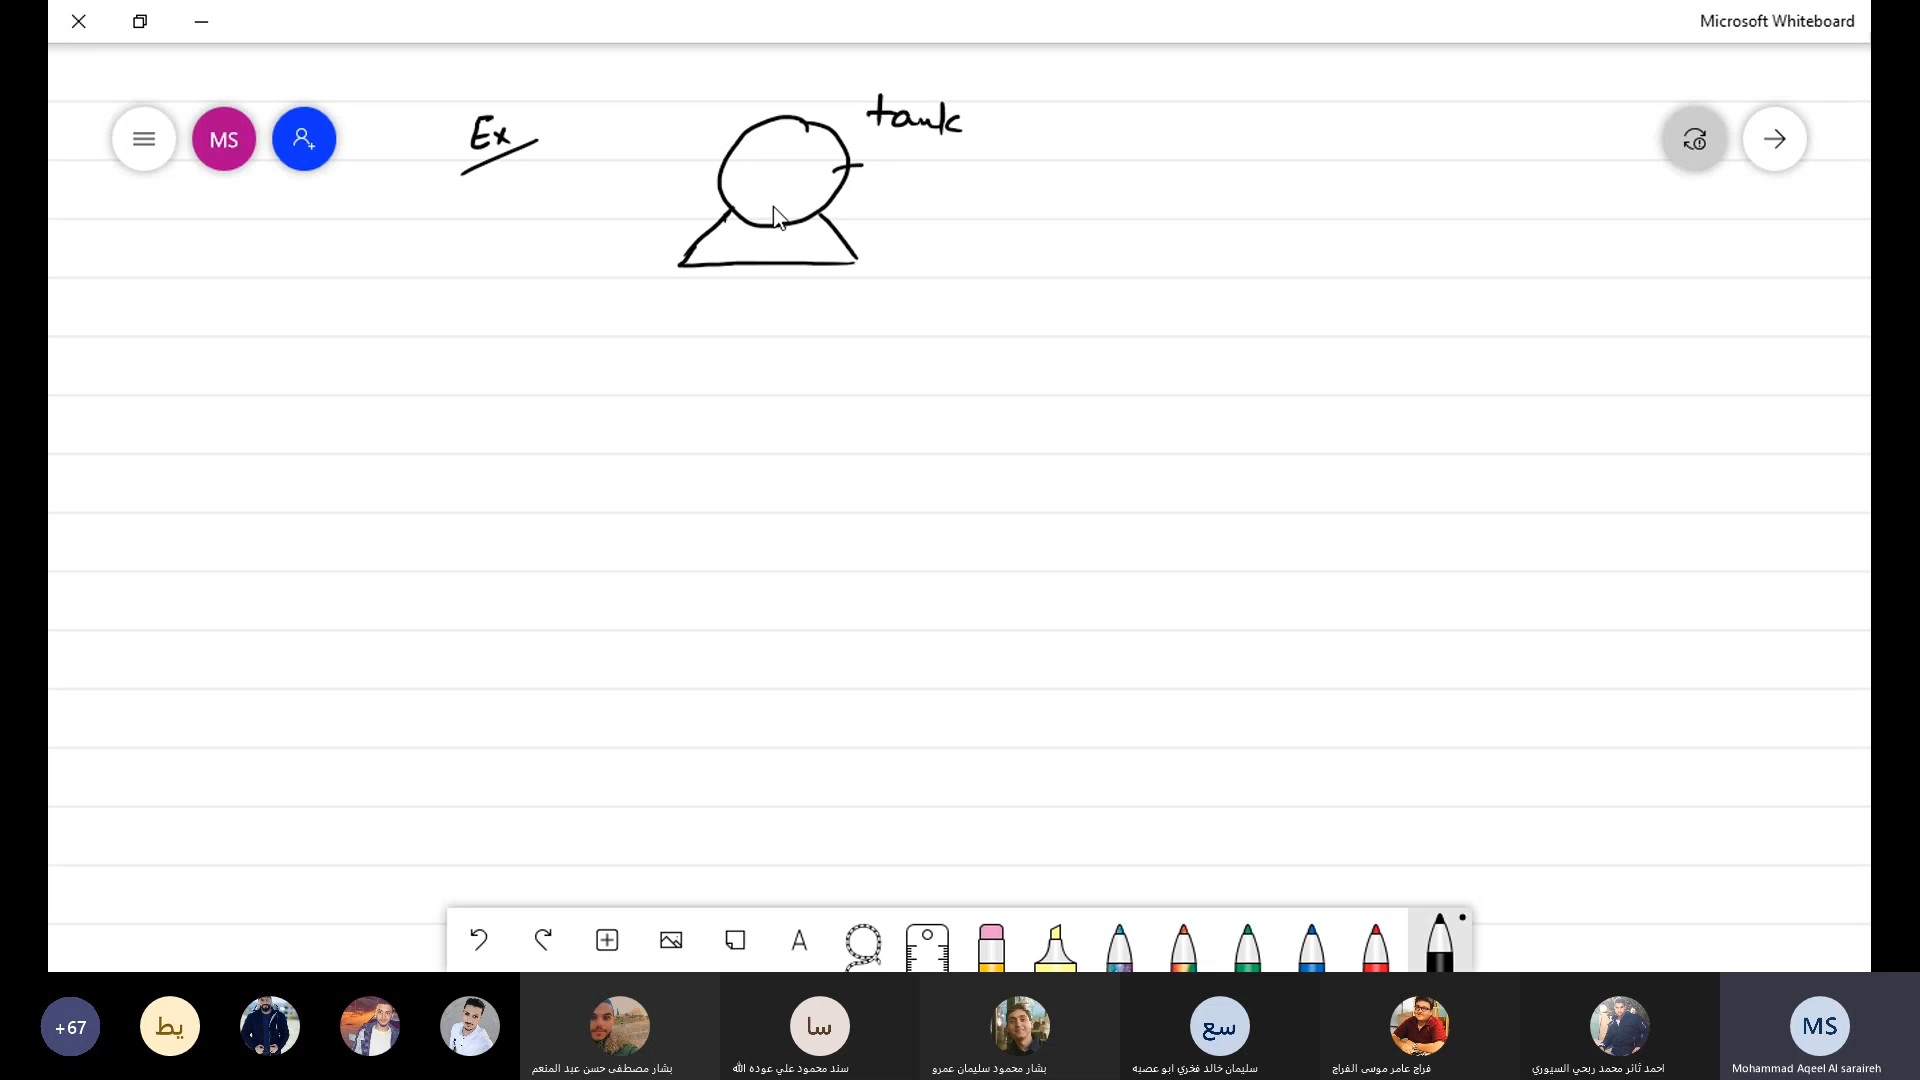 Microsoft Whiteboard
MS
Ex
tank
A
+67
يط
سا
سع
MS
بشار مصطفى حسن عبد المنعم
سند محمود علي عوده الله
بشار محمود سليمان عمرو
سليمان خالد فخري ابو عصبه
فراج عامر موسى الفراج
احمد ثائر محمد ربحي السيوري
Mohammad Aqeel Al saraireh